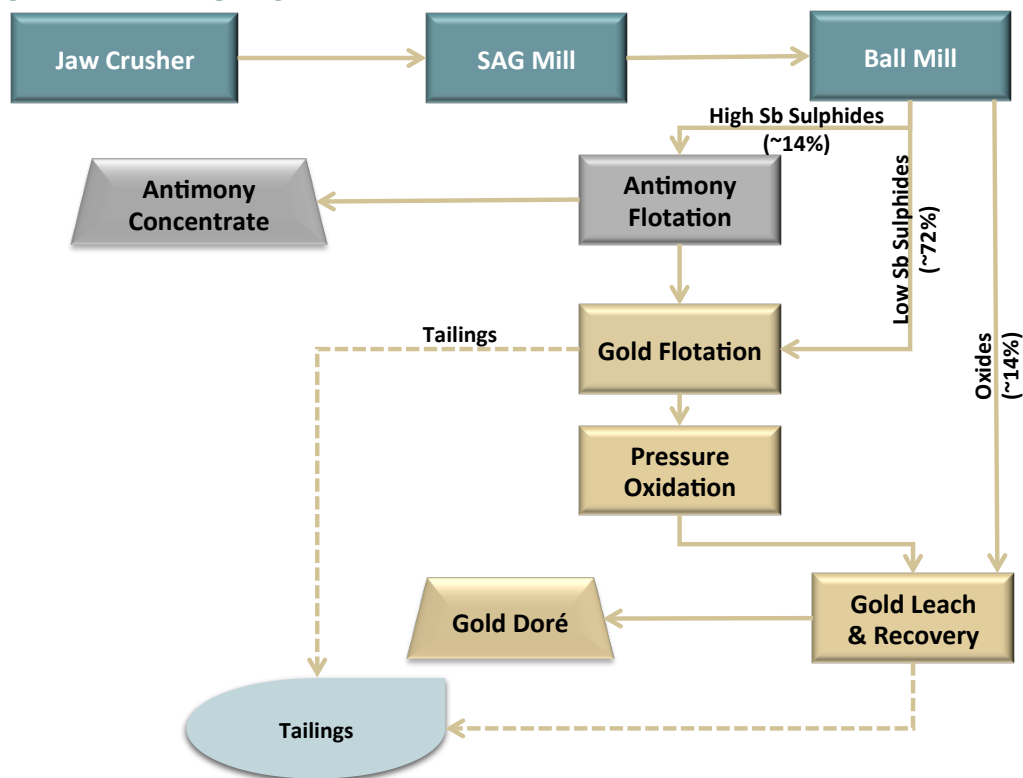 Jaw Crusher
SAG Mill
Ball Mill
High Sb Sulphides
(~14%)
Antimony
Concentrate
Antimony
Flotation
Low Sb Sulphides
(~72%)
Tailings
Gold Flotation
Oxides
(~14%)
Pressure
Oxidation
Gold Doré
Gold Leach
& Recovery
Tailings